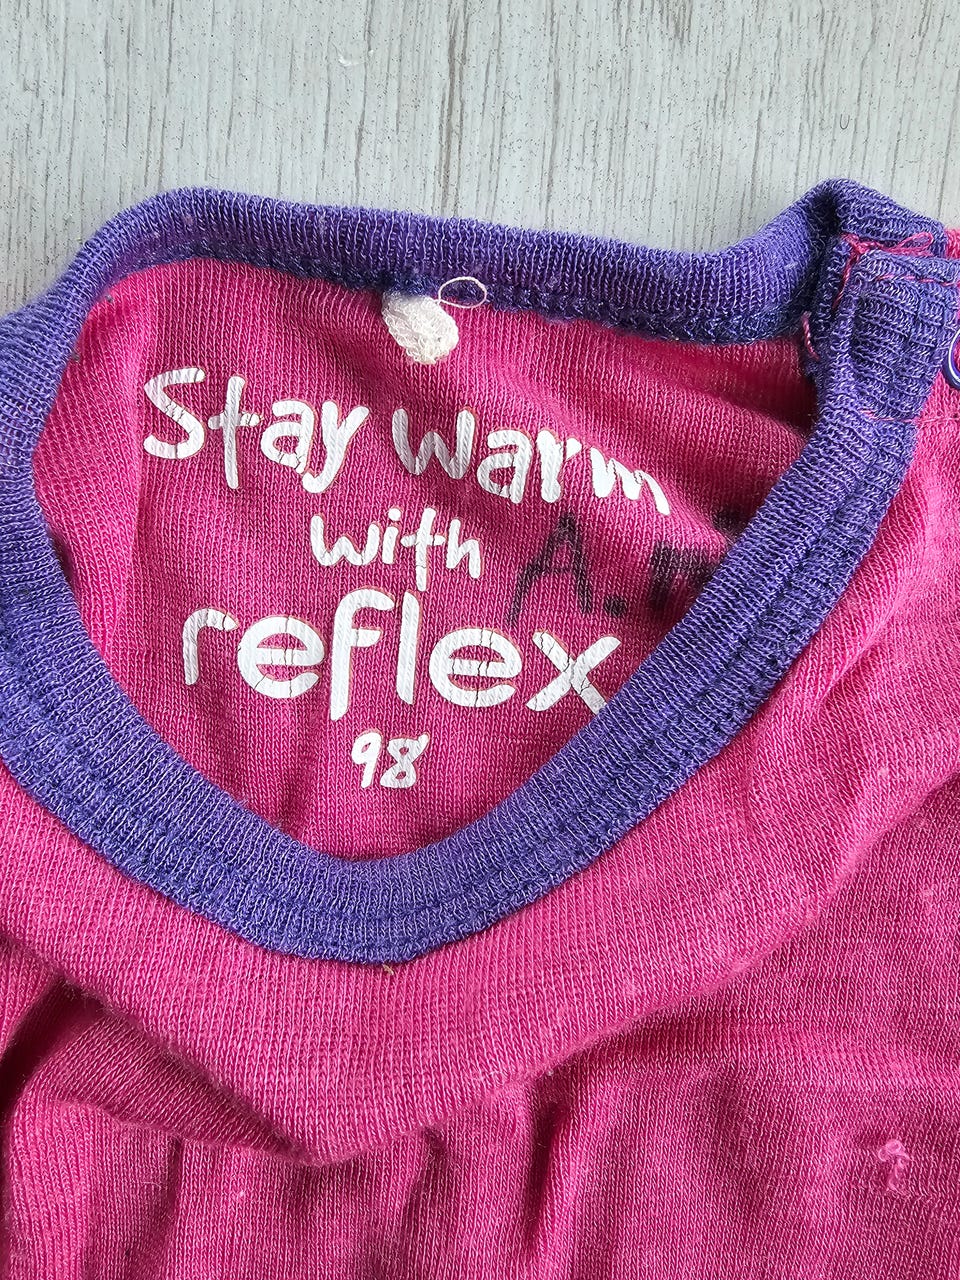 Stay warm
with
A.
reflex
98